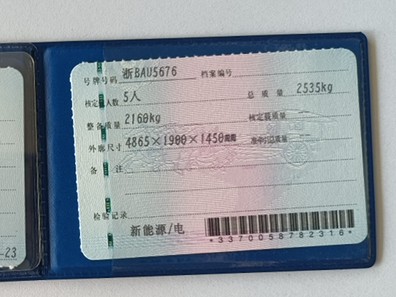 号牌号码 浙BAU5676 档案编号
核定载人数 5人 总质量 2535kg
整备质量 2160kg 核定载质量
外廓尺寸 4865×1900×1450mm 准牵引总质量
备注
检验记录
新能源/电
*3370058782316*
-23